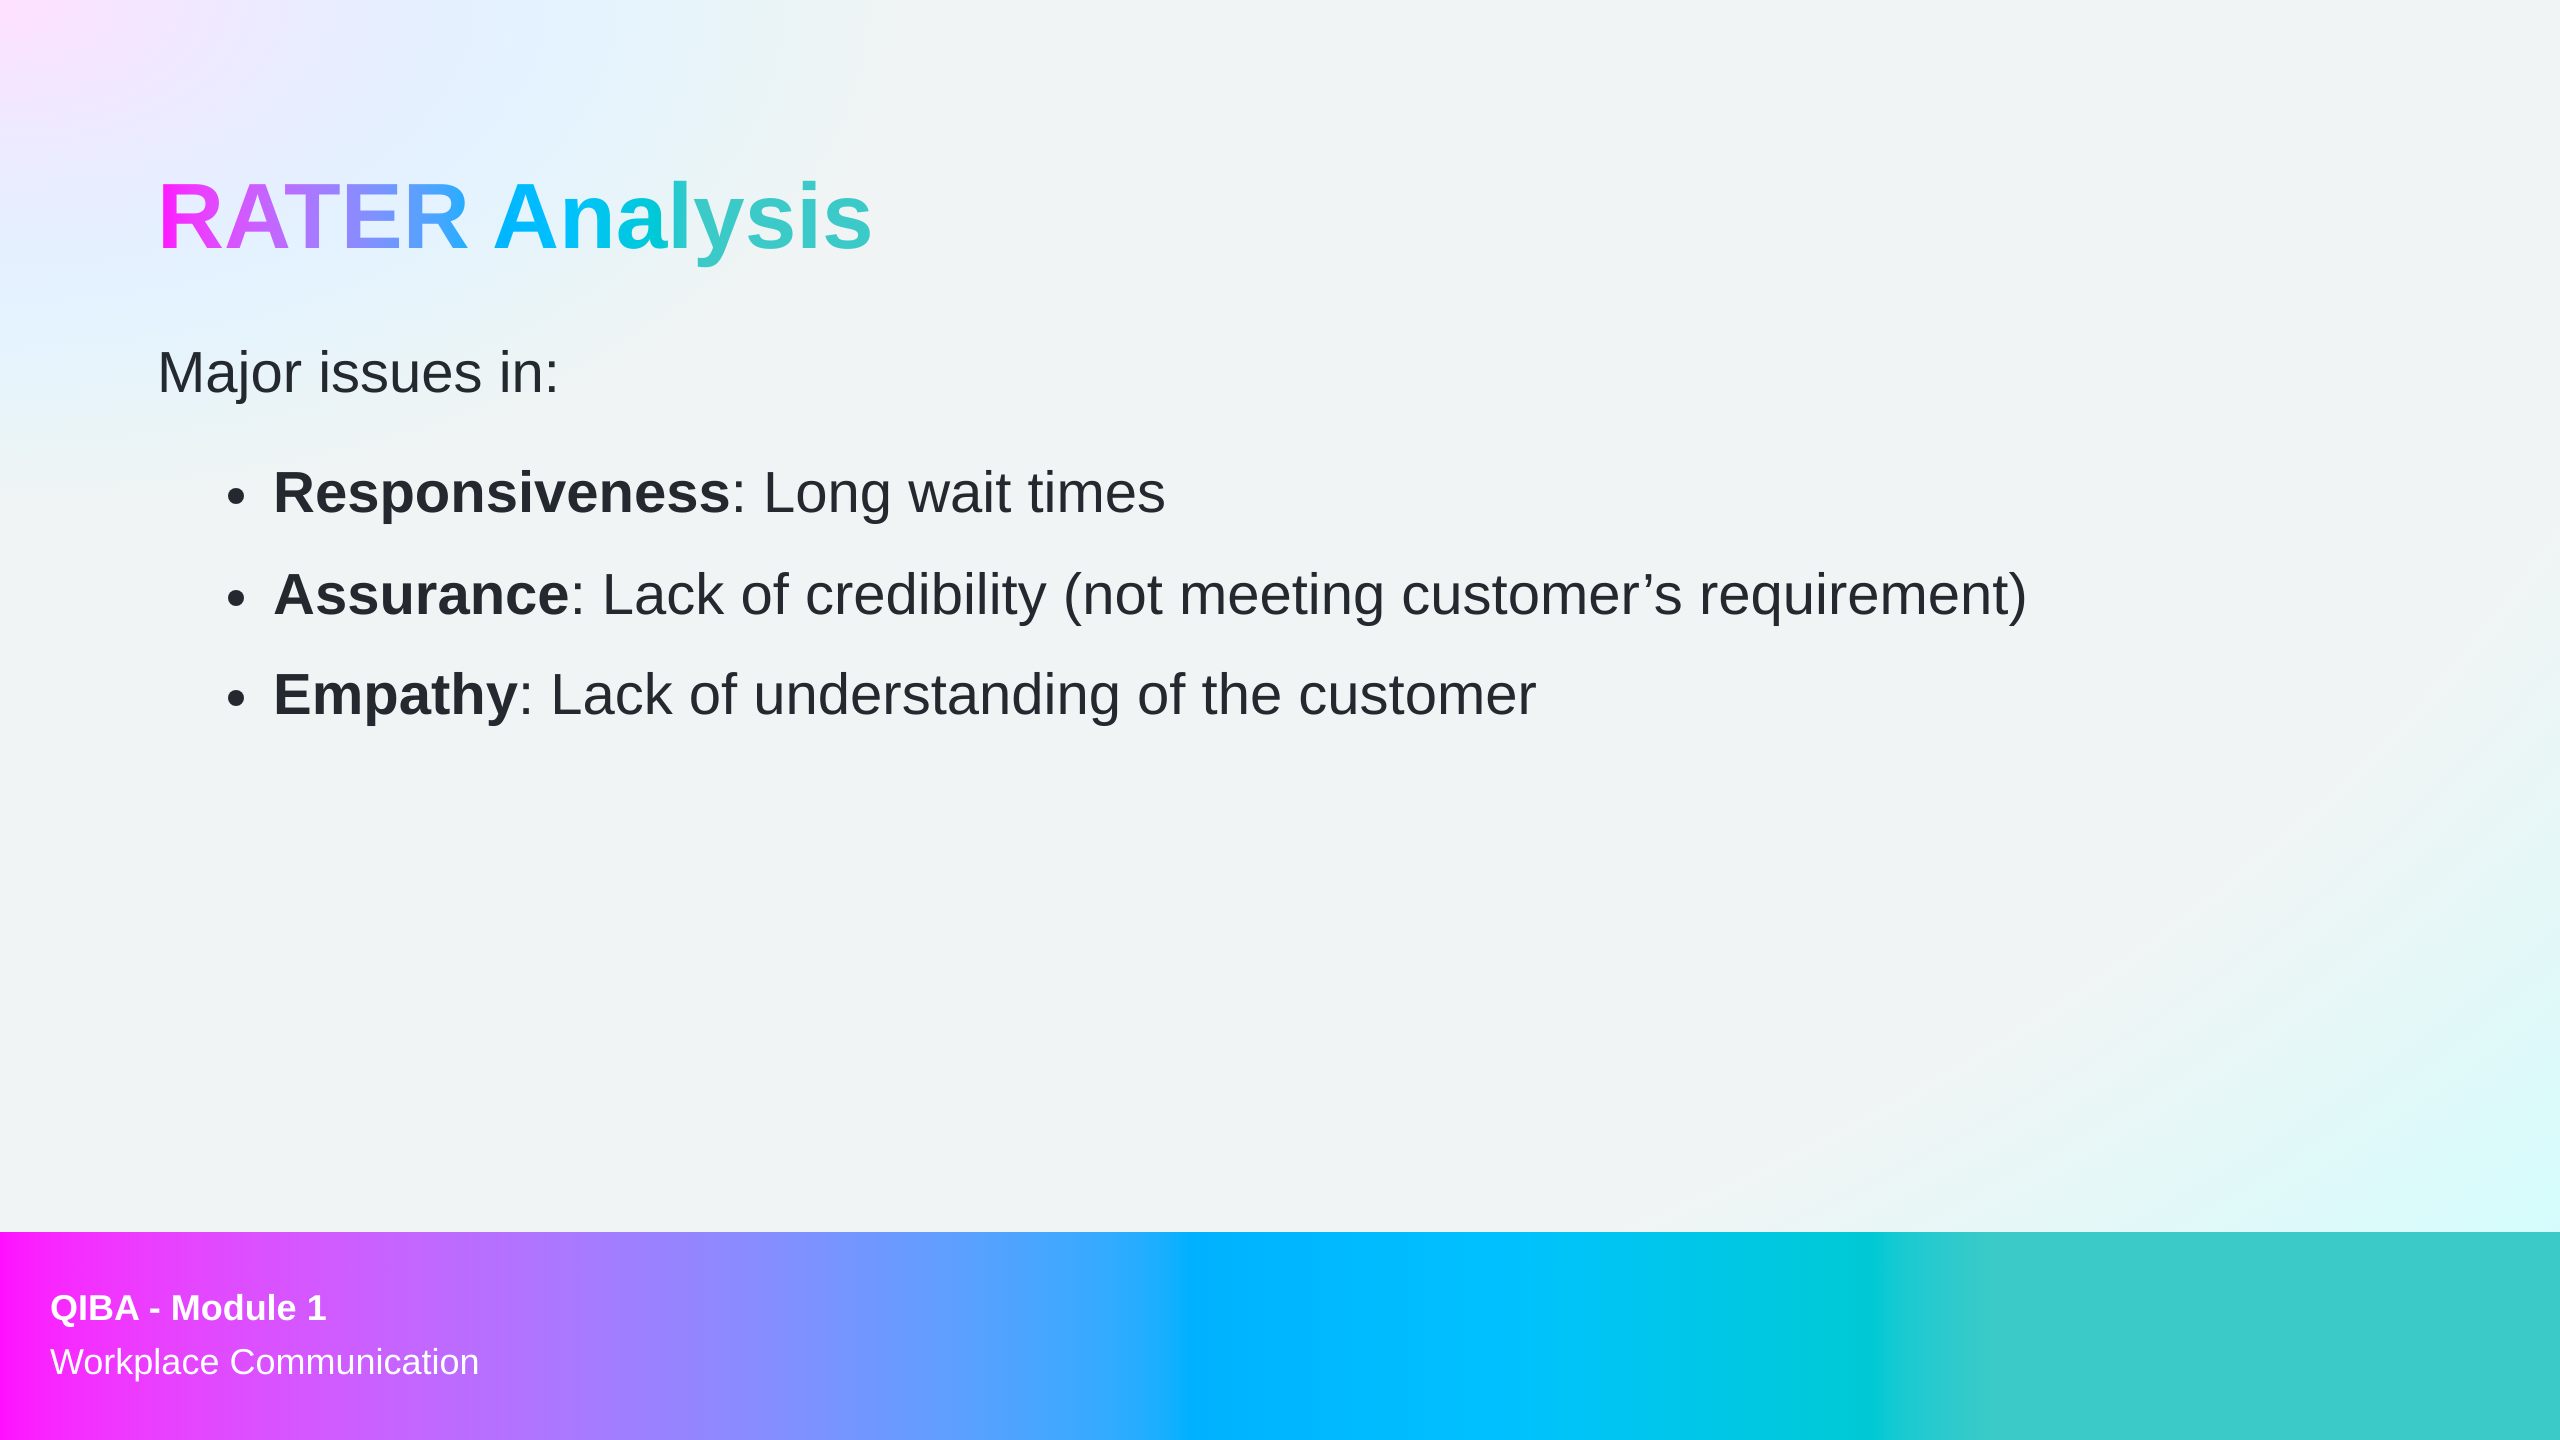 RATER Analysis
Major issues in:
• Responsiveness: Long wait times
• Assurance: Lack of credibility (not meeting customer’s requirement)
• Empathy: Lack of understanding of the customer
QIBA - Module 1
Workplace Communication